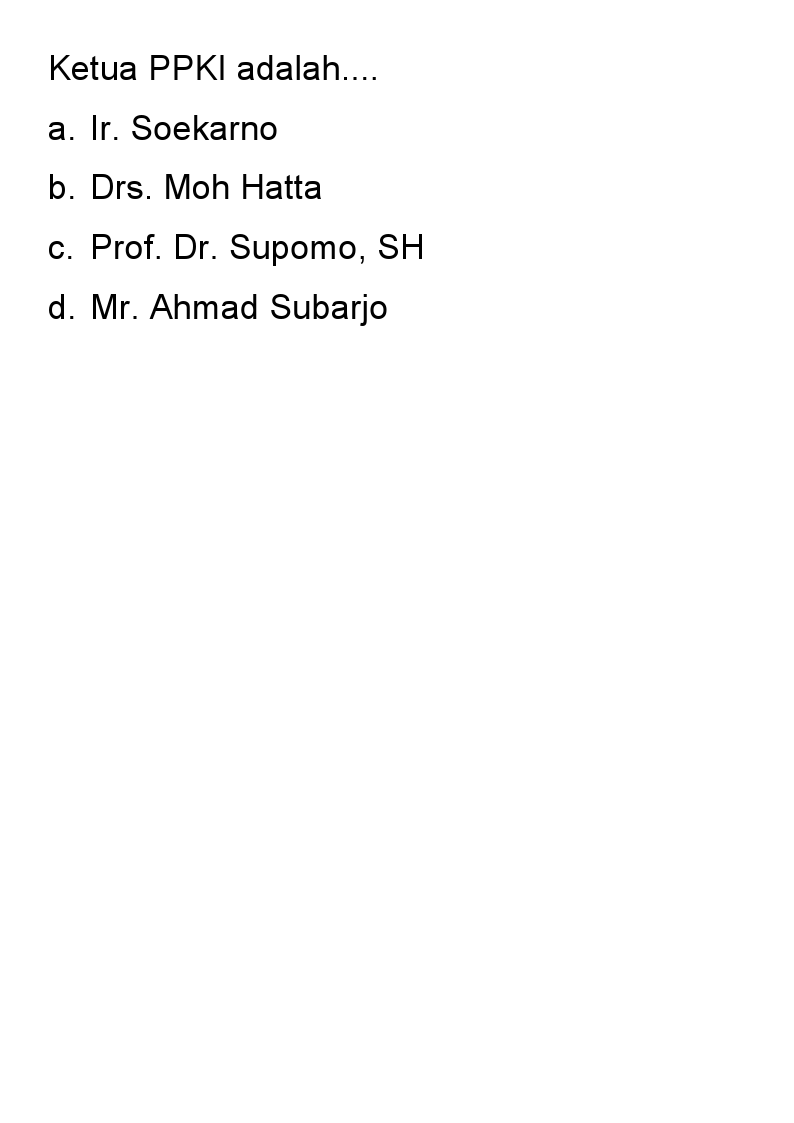 Ketua PPKI adalah....
a. Ir. Soekarno
b. Drs. Moh Hatta
c. Prof. Dr. Supomo, SH
d. Mr. Ahmad Subarjo